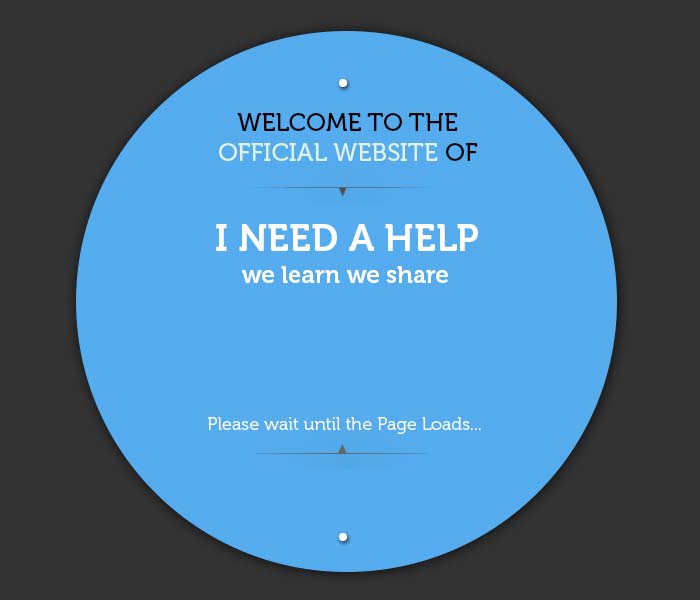 WELCOME TO THE
OFFICIAL WEBSITE OF
I NEED A HELP
we learn we share
Please wait until the Page Loads...